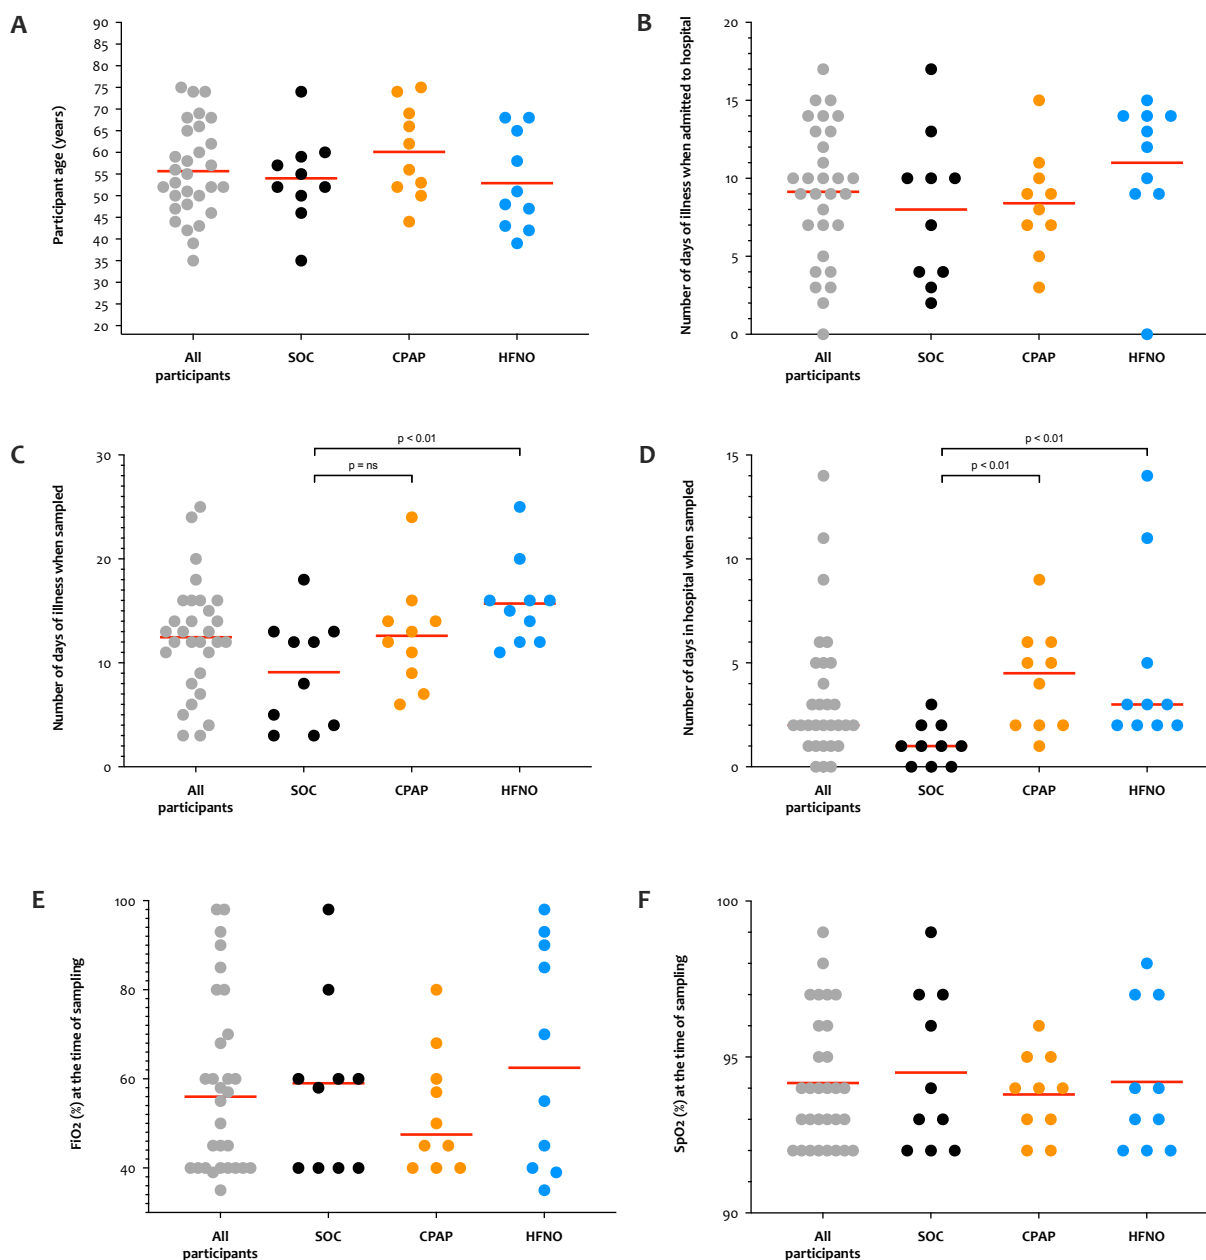 A
Participant age (years)
90
85
80
75
70
65
60
55
50
45
40
35
30
25
20
All
participants
SOC
CPAP
HFNO
B
Number of days of illness when admitted to hospital
20
15
10
5
0
All
participants
SOC
CPAP
HFNO
C
Number of days of illness when sampled
30
20
10
0
p < 0.01
p = ns
All
participants
SOC
CPAP
HFNO
D
Number of days in hospital when sampled
15
10
5
0
p < 0.01
p < 0.01
All
participants
SOC
CPAP
HFNO
E
FiO2 (%) at the time of sampling
100
80
60
40
All
participants
SOC
CPAP
HFNO
F
SpO2 (%) at the time of sampling
100
95
90
All
participants
SOC
CPAP
HFNO